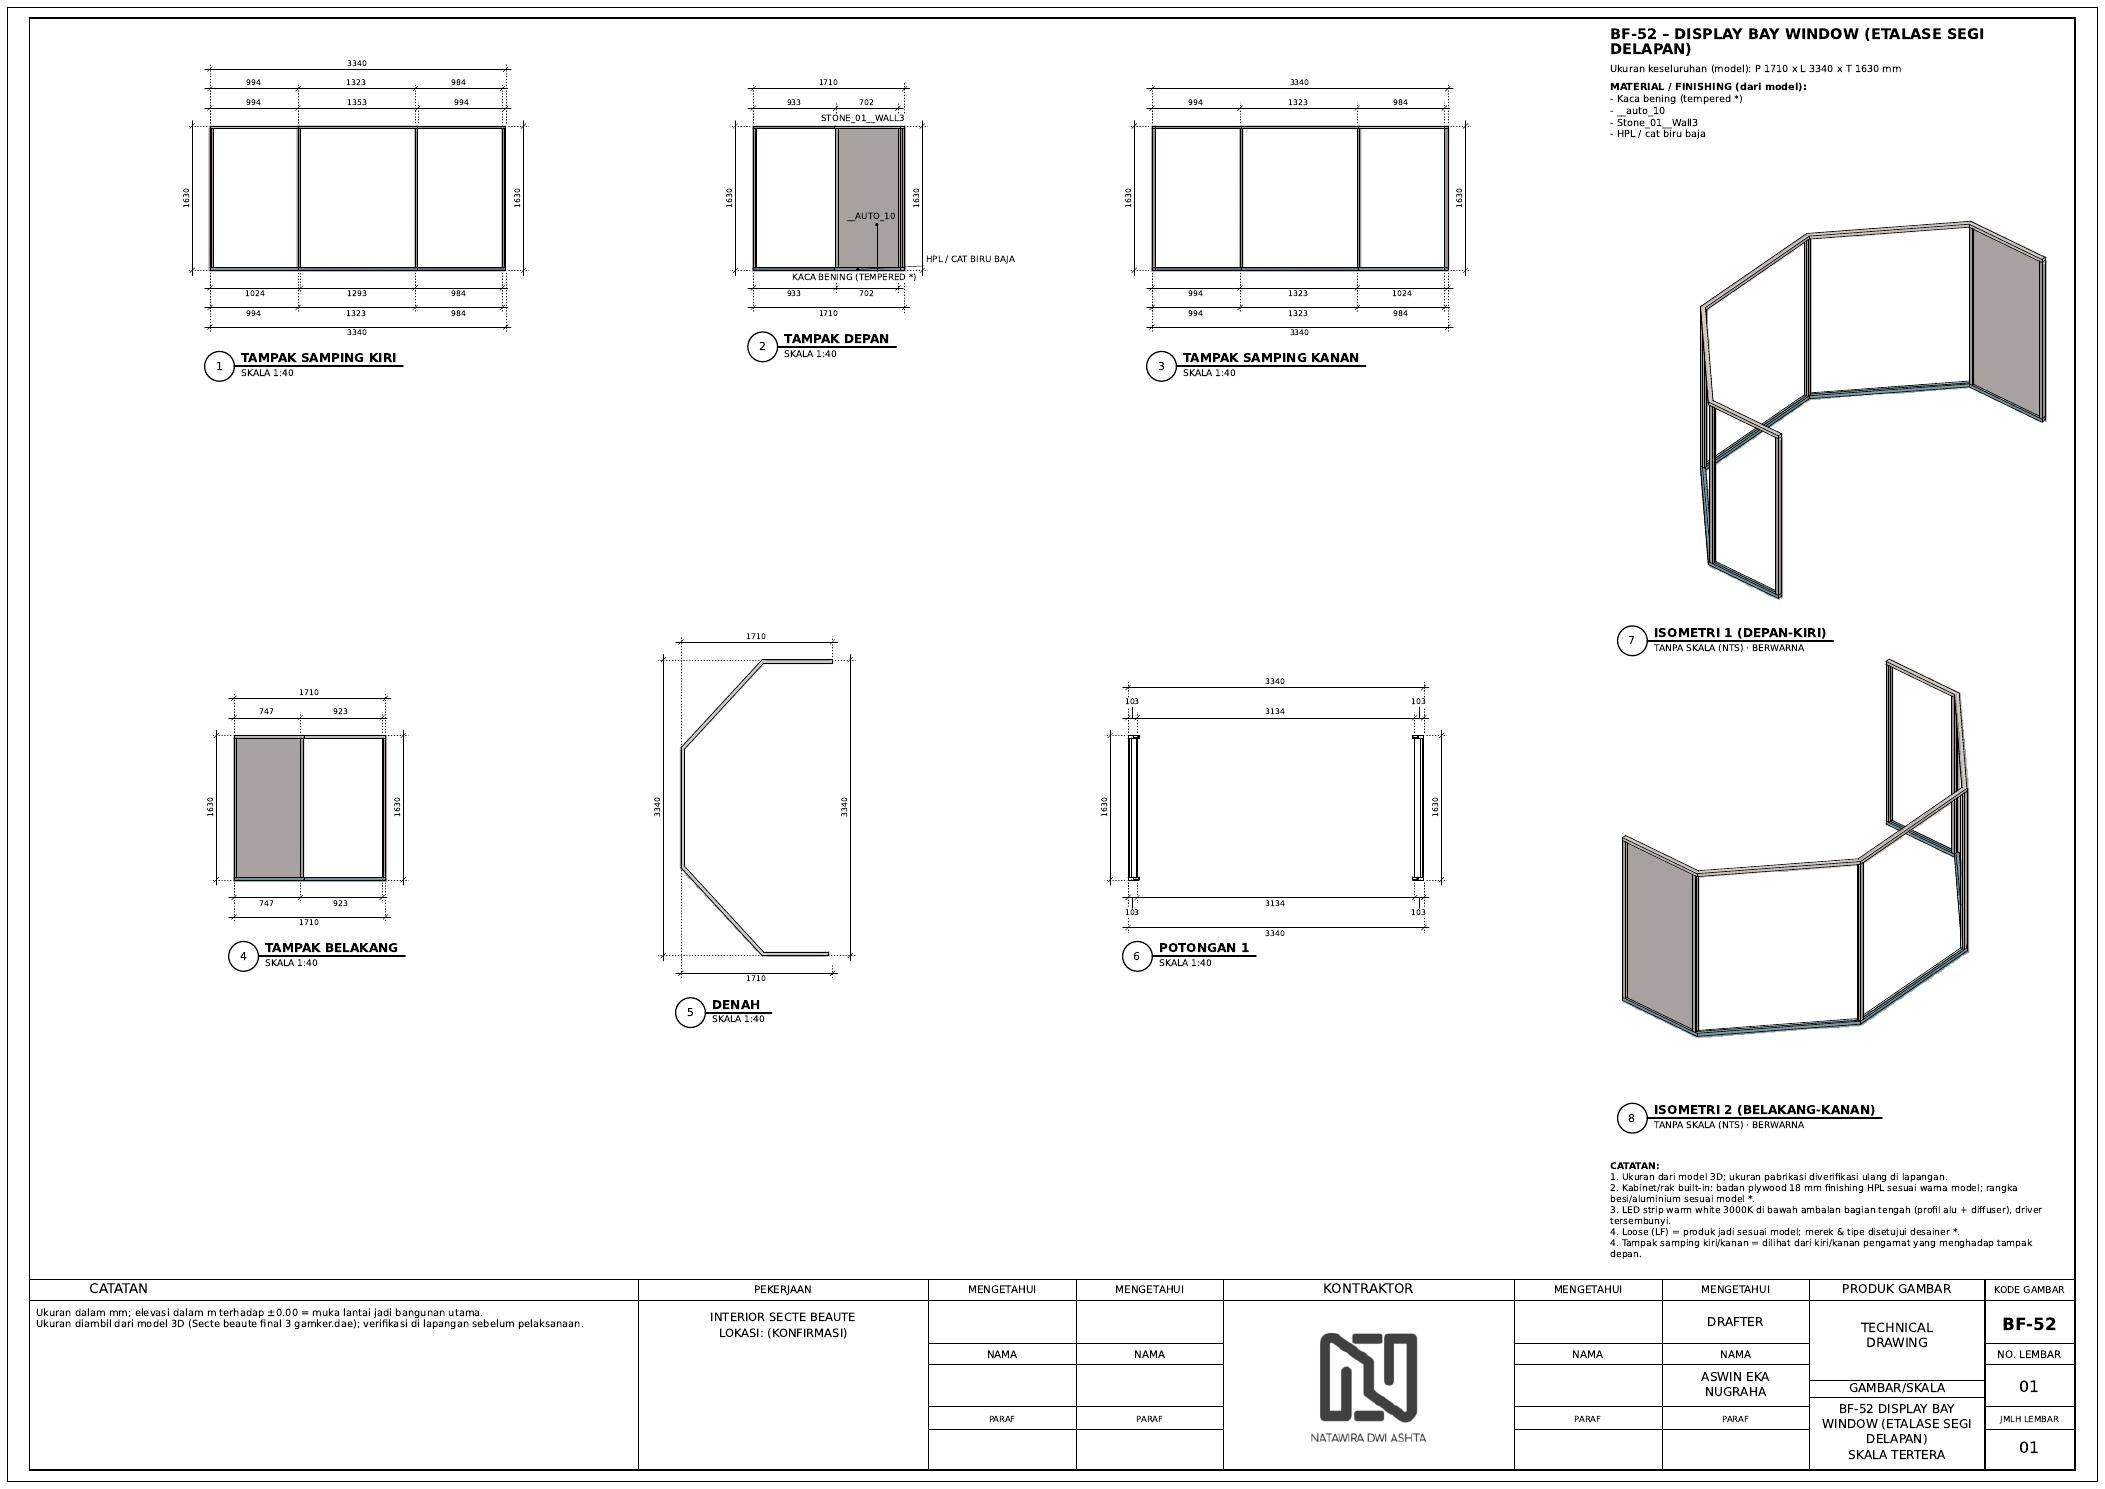 BF-52 – DISPLAY BAY WINDOW (ETALASE SEGI
DELAPAN)
Ukuran keseluruhan (model): P 1710 x L 3340 x T 1630 mm
MATERIAL / FINISHING (dari model):
- Kaca bening (tempered *)
- __auto_10
- Stone_01__Wall3
- HPL / cat biru baja
3340
994 1323 984
994 1353 994
1630 1630
1024 1293 984
994 1323 984
3340
1 TAMPAK SAMPING KIRI
SKALA 1:40
1710
933 702
STONE_01__WALL3
1630 1630
__AUTO_10
HPL / CAT BIRU BAJA
KACA BENING (TEMPERED *)
933 702
1710
2 TAMPAK DEPAN
SKALA 1:40
3340
994 1323 984
1630 1630
994 1323 1024
994 1323 984
3340
3 TAMPAK SAMPING KANAN
SKALA 1:40
7 ISOMETRI 1 (DEPAN-KIRI)
TANPA SKALA (NTS) · BERWARNA
1710
747 923
1630 1630
747 923
1710
4 TAMPAK BELAKANG
SKALA 1:40
1710
3340 3340
1710
5 DENAH
SKALA 1:40
3340
103 3134 103
1630 1630
103 3134 103
3340
6 POTONGAN 1
SKALA 1:40
8 ISOMETRI 2 (BELAKANG-KANAN)
TANPA SKALA (NTS) · BERWARNA
CATATAN:
1. Ukuran dari model 3D; ukuran pabrikasi diverifikasi ulang di lapangan.
2. Kabinet/rak built-in: badan plywood 18 mm finishing HPL sesuai warna model; rangka
besi/aluminium sesuai model *.
3. LED strip warm white 3000K di bawah ambalan bagian tengah (profil alu + diffuser), driver
tersembunyi.
4. Loose (LF) = produk jadi sesuai model; merek & tipe disetujui desainer *.
4. Tampak samping kiri/kanan = dilihat dari kiri/kanan pengamat yang menghadap tampak
depan.
CATATAN
Ukuran dalam mm; elevasi dalam m terhadap ±0.00 = muka lantai jadi bangunan utama.
Ukuran diambil dari model 3D (Secte beaute final 3 gamker.dae); verifikasi di lapangan sebelum pelaksanaan.
PEKERJAAN
INTERIOR SECTE BEAUTE
LOKASI: (KONFIRMASI)
MENGETAHUI
NAMA
PARAF
MENGETAHUI
NAMA
PARAF
KONTRAKTOR
NATAWIRA DWI ASHTA
MENGETAHUI
NAMA
PARAF
MENGETAHUI
DRAFTER
NAMA
ASWIN EKA
NUGRAHA
PARAF
PRODUK GAMBAR
TECHNICAL
DRAWING
GAMBAR/SKALA
BF-52 DISPLAY BAY
WINDOW (ETALASE SEGI
DELAPAN)
SKALA TERTERA
KODE GAMBAR
BF-52
NO. LEMBAR
01
JMLH LEMBAR
01